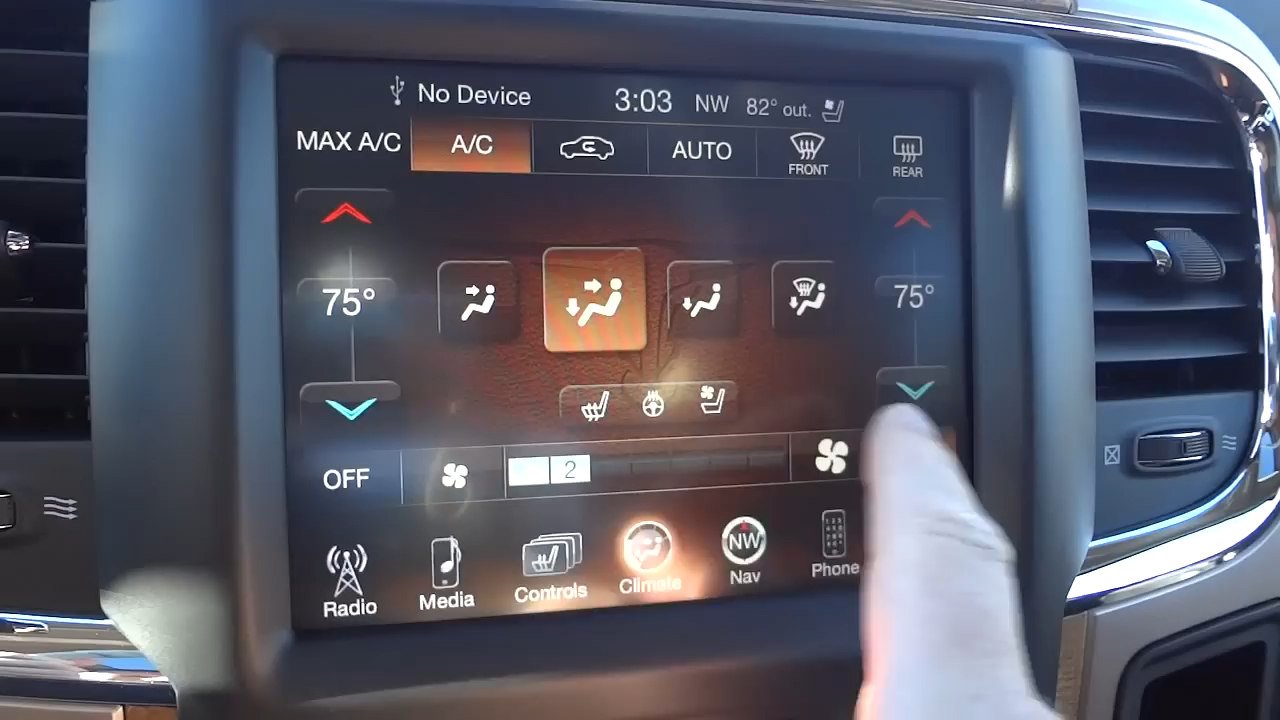 No Device 3:03 NW 82° out.
MAX A/C A/C AUTO FRONT REAR
75° 75°
OFF 2
NW
Radio Media Controls Climate Nav Phone